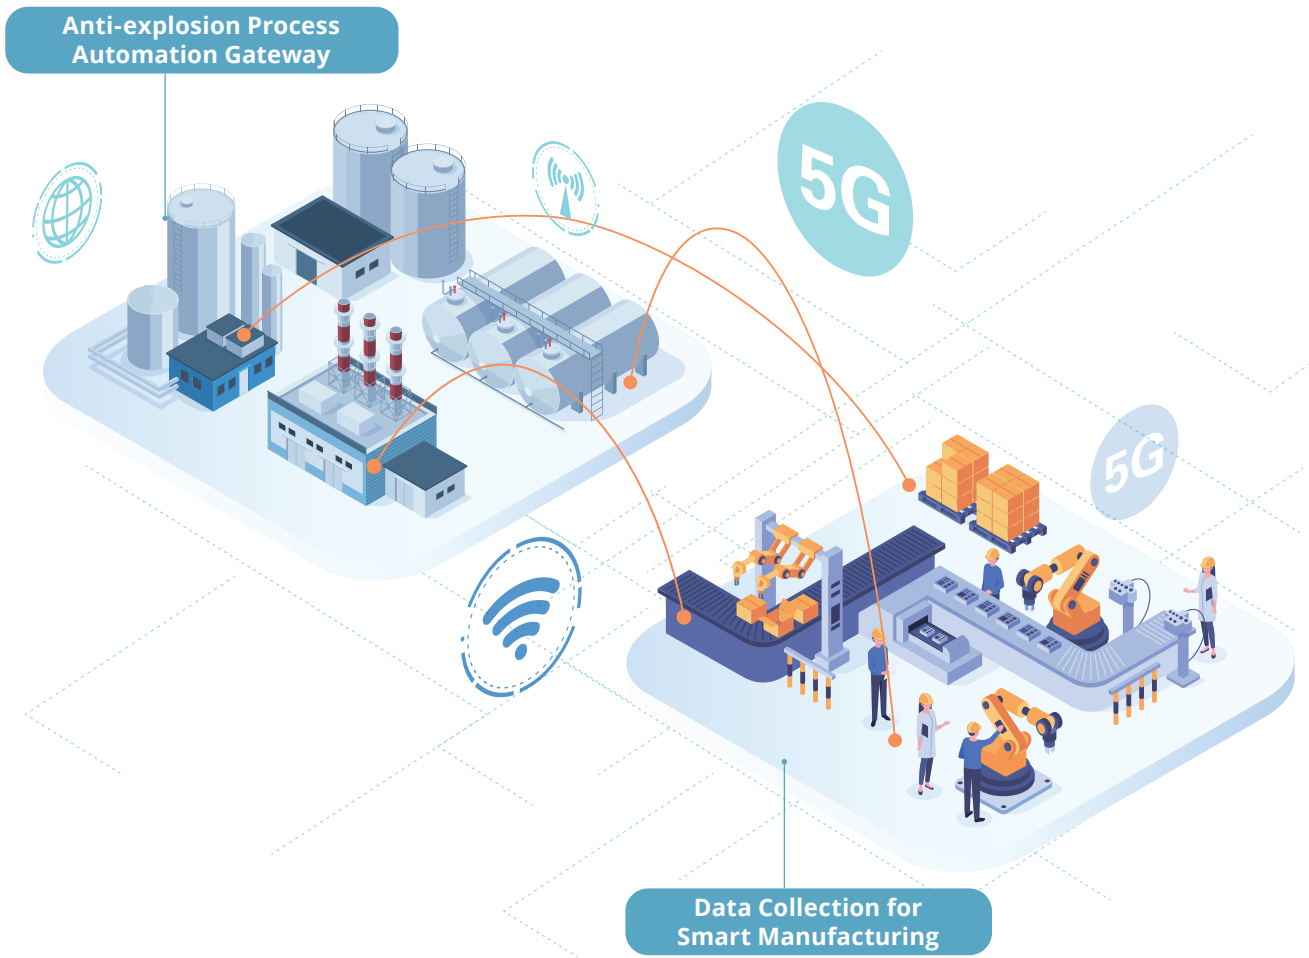 Anti-explosion Process
Automation Gateway
5G
5G
Data Collection for
Smart Manufacturing